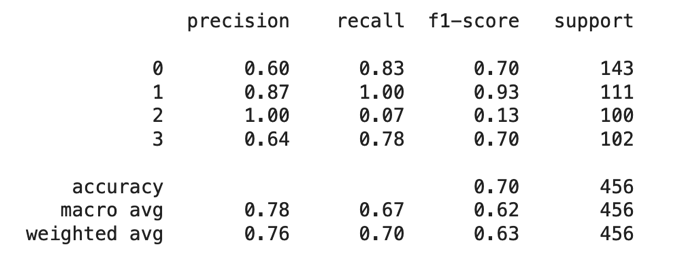 precision recall f1-score support
0 0.60 0.83 0.70 143
1 0.87 1.00 0.93 111
2 1.00 0.07 0.13 100
3 0.64 0.78 0.70 102
accuracy 0.70 456
macro avg 0.78 0.67 0.62 456
weighted avg 0.76 0.70 0.63 456